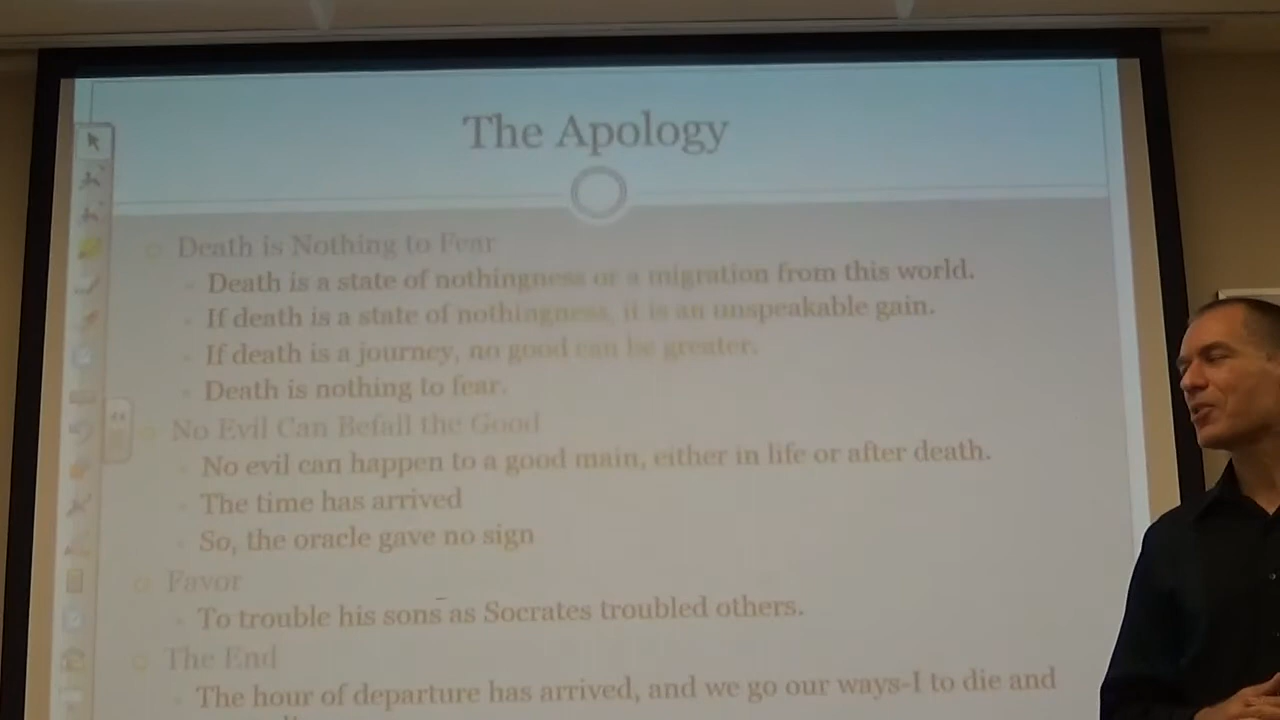 The Apology
Death is Nothing to Fear
Death is a state of nothingness or a migration from this world.
If death is a state of nothingness, it is an unspeakable gain.
If death is a journey, no good can be greater.
Death is nothing to fear.
No Evil Can Befall the Good
No evil can happen to a good main, either in life or after death.
The time has arrived
So, the oracle gave no sign
Favor
To trouble his sons as Socrates troubled others.
The End
The hour of departure has arrived, and we go our ways-I to die and